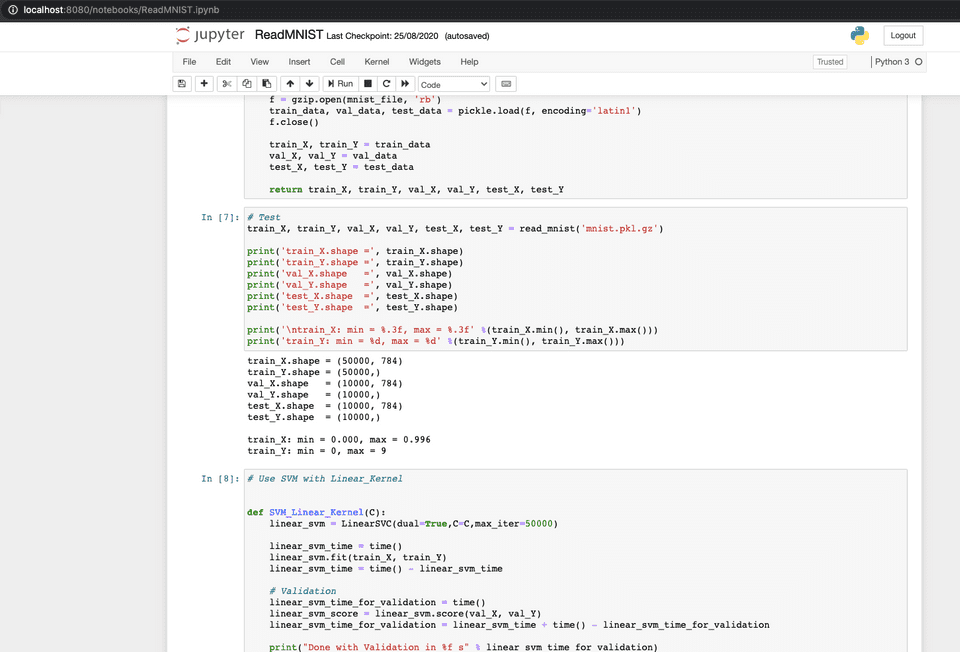 localhost:8080/notebooks/ReadMNIST.ipynb
jupyter ReadMNIST Last Checkpoint: 25/08/2020 (autosaved)
Logout
File Edit View Insert Cell Kernel Widgets Help
Trusted Python 3
Run
Code
f = gzip.open(mnist_file, 'rb')
train_data, val_data, test_data = pickle.load(f, encoding='latin1')
f.close()
train_X, train_Y = train_data
val_X, val_Y = val_data
test_X, test_Y = test_data
return train_X, train_Y, val_X, val_Y, test_X, test_Y
In [7]:
# Test
train_X, train_Y, val_X, val_Y, test_X, test_Y = read_mnist('mnist.pkl.gz')
print('train_X.shape =', train_X.shape)
print('train_Y.shape =', train_Y.shape)
print('val_X.shape   =', val_X.shape)
print('val_Y.shape   =', val_Y.shape)
print('test_X.shape  =', test_X.shape)
print('test_Y.shape  =', test_Y.shape)
print('\ntrain_X: min = %.3f, max = %.3f' %(train_X.min(), train_X.max()))
print('train_Y: min = %d, max = %d' %(train_Y.min(), train_Y.max()))
train_X.shape = (50000, 784)
train_Y.shape = (50000,)
val_X.shape   = (10000, 784)
val_Y.shape   = (10000,)
test_X.shape  = (10000, 784)
test_Y.shape  = (10000,)
train_X: min = 0.000, max = 0.996
train_Y: min = 0, max = 9
In [8]:
# Use SVM with Linear_Kernel
def SVM_Linear_Kernel(C):
linear_svm = LinearSVC(dual=True,C=C,max_iter=50000)
linear_svm_time = time()
linear_svm.fit(train_X, train_Y)
linear_svm_time = time() - linear_svm_time
# Validation
linear_svm_time_for_validation = time()
linear_svm_score = linear_svm.score(val_X, val_Y)
linear_svm_time_for_validation = linear_svm_time + time() - linear_svm_time_for_validation
print("Done with Validation in %f s" % linear_svm_time_for_validation)